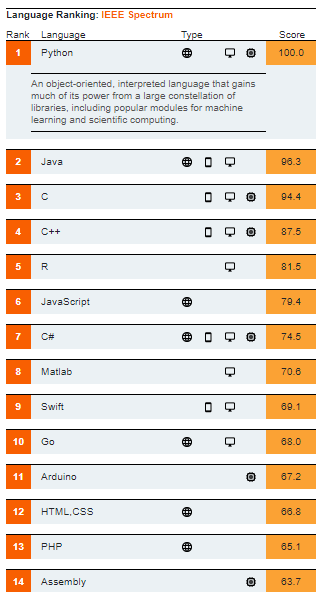 Language Ranking: IEEE Spectrum
Rank Language Type Score
1 Python 100.0
An object-oriented, interpreted language that gains
much of its power from a large constellation of
libraries, including popular modules for machine
learning and scientific computing.
2 Java 96.3
3 C 94.4
4 C++ 87.5
5 R 81.5
6 JavaScript 79.4
7 C# 74.5
8 Matlab 70.6
9 Swift 69.1
10 Go 68.0
11 Arduino 67.2
12 HTML,CSS 66.8
13 PHP 65.1
14 Assembly 63.7